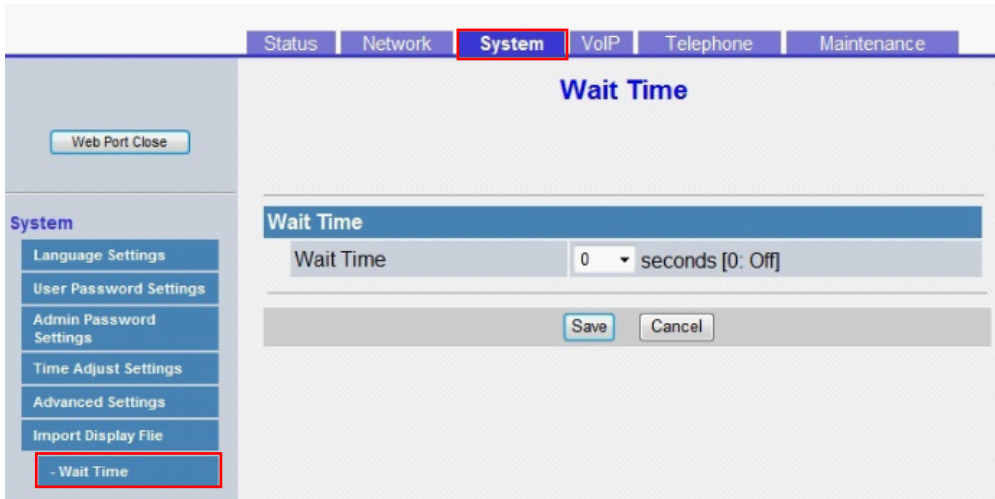 Status Network System VoIP Telephone Maintenance
Wait Time
Web Port Close
System
Language Settings
User Password Settings
Admin Password
Settings
Time Adjust Settings
Advanced Settings
Import Display Flie
- Wait Time
Wait Time
Wait Time 0 seconds [0: Off]
Save Cancel